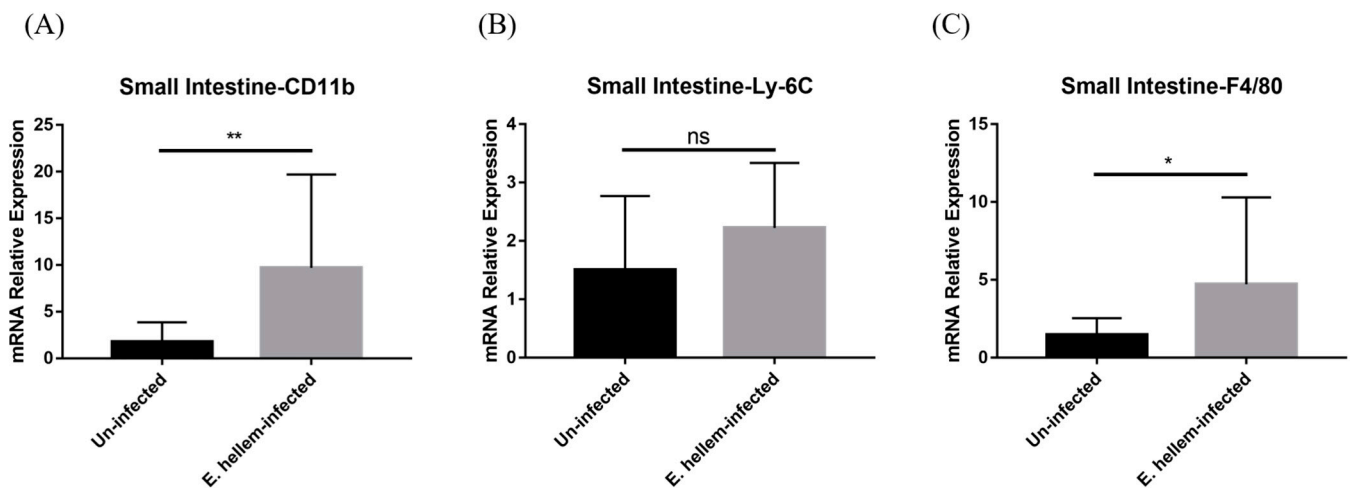 (A)
Small Intestine-CD11b
mRNA Relative Expression
25
20
15
10
5
0
**
Un-infected
E. hellem-infected
(B)
Small Intestine-Ly-6C
mRNA Relative Expression
4
3
2
1
0
ns
Un-infected
E. hellem-infected
(C)
Small Intestine-F4/80
mRNA Relative Expression
15
10
5
0
*
Un-infected
E. hellem-infected